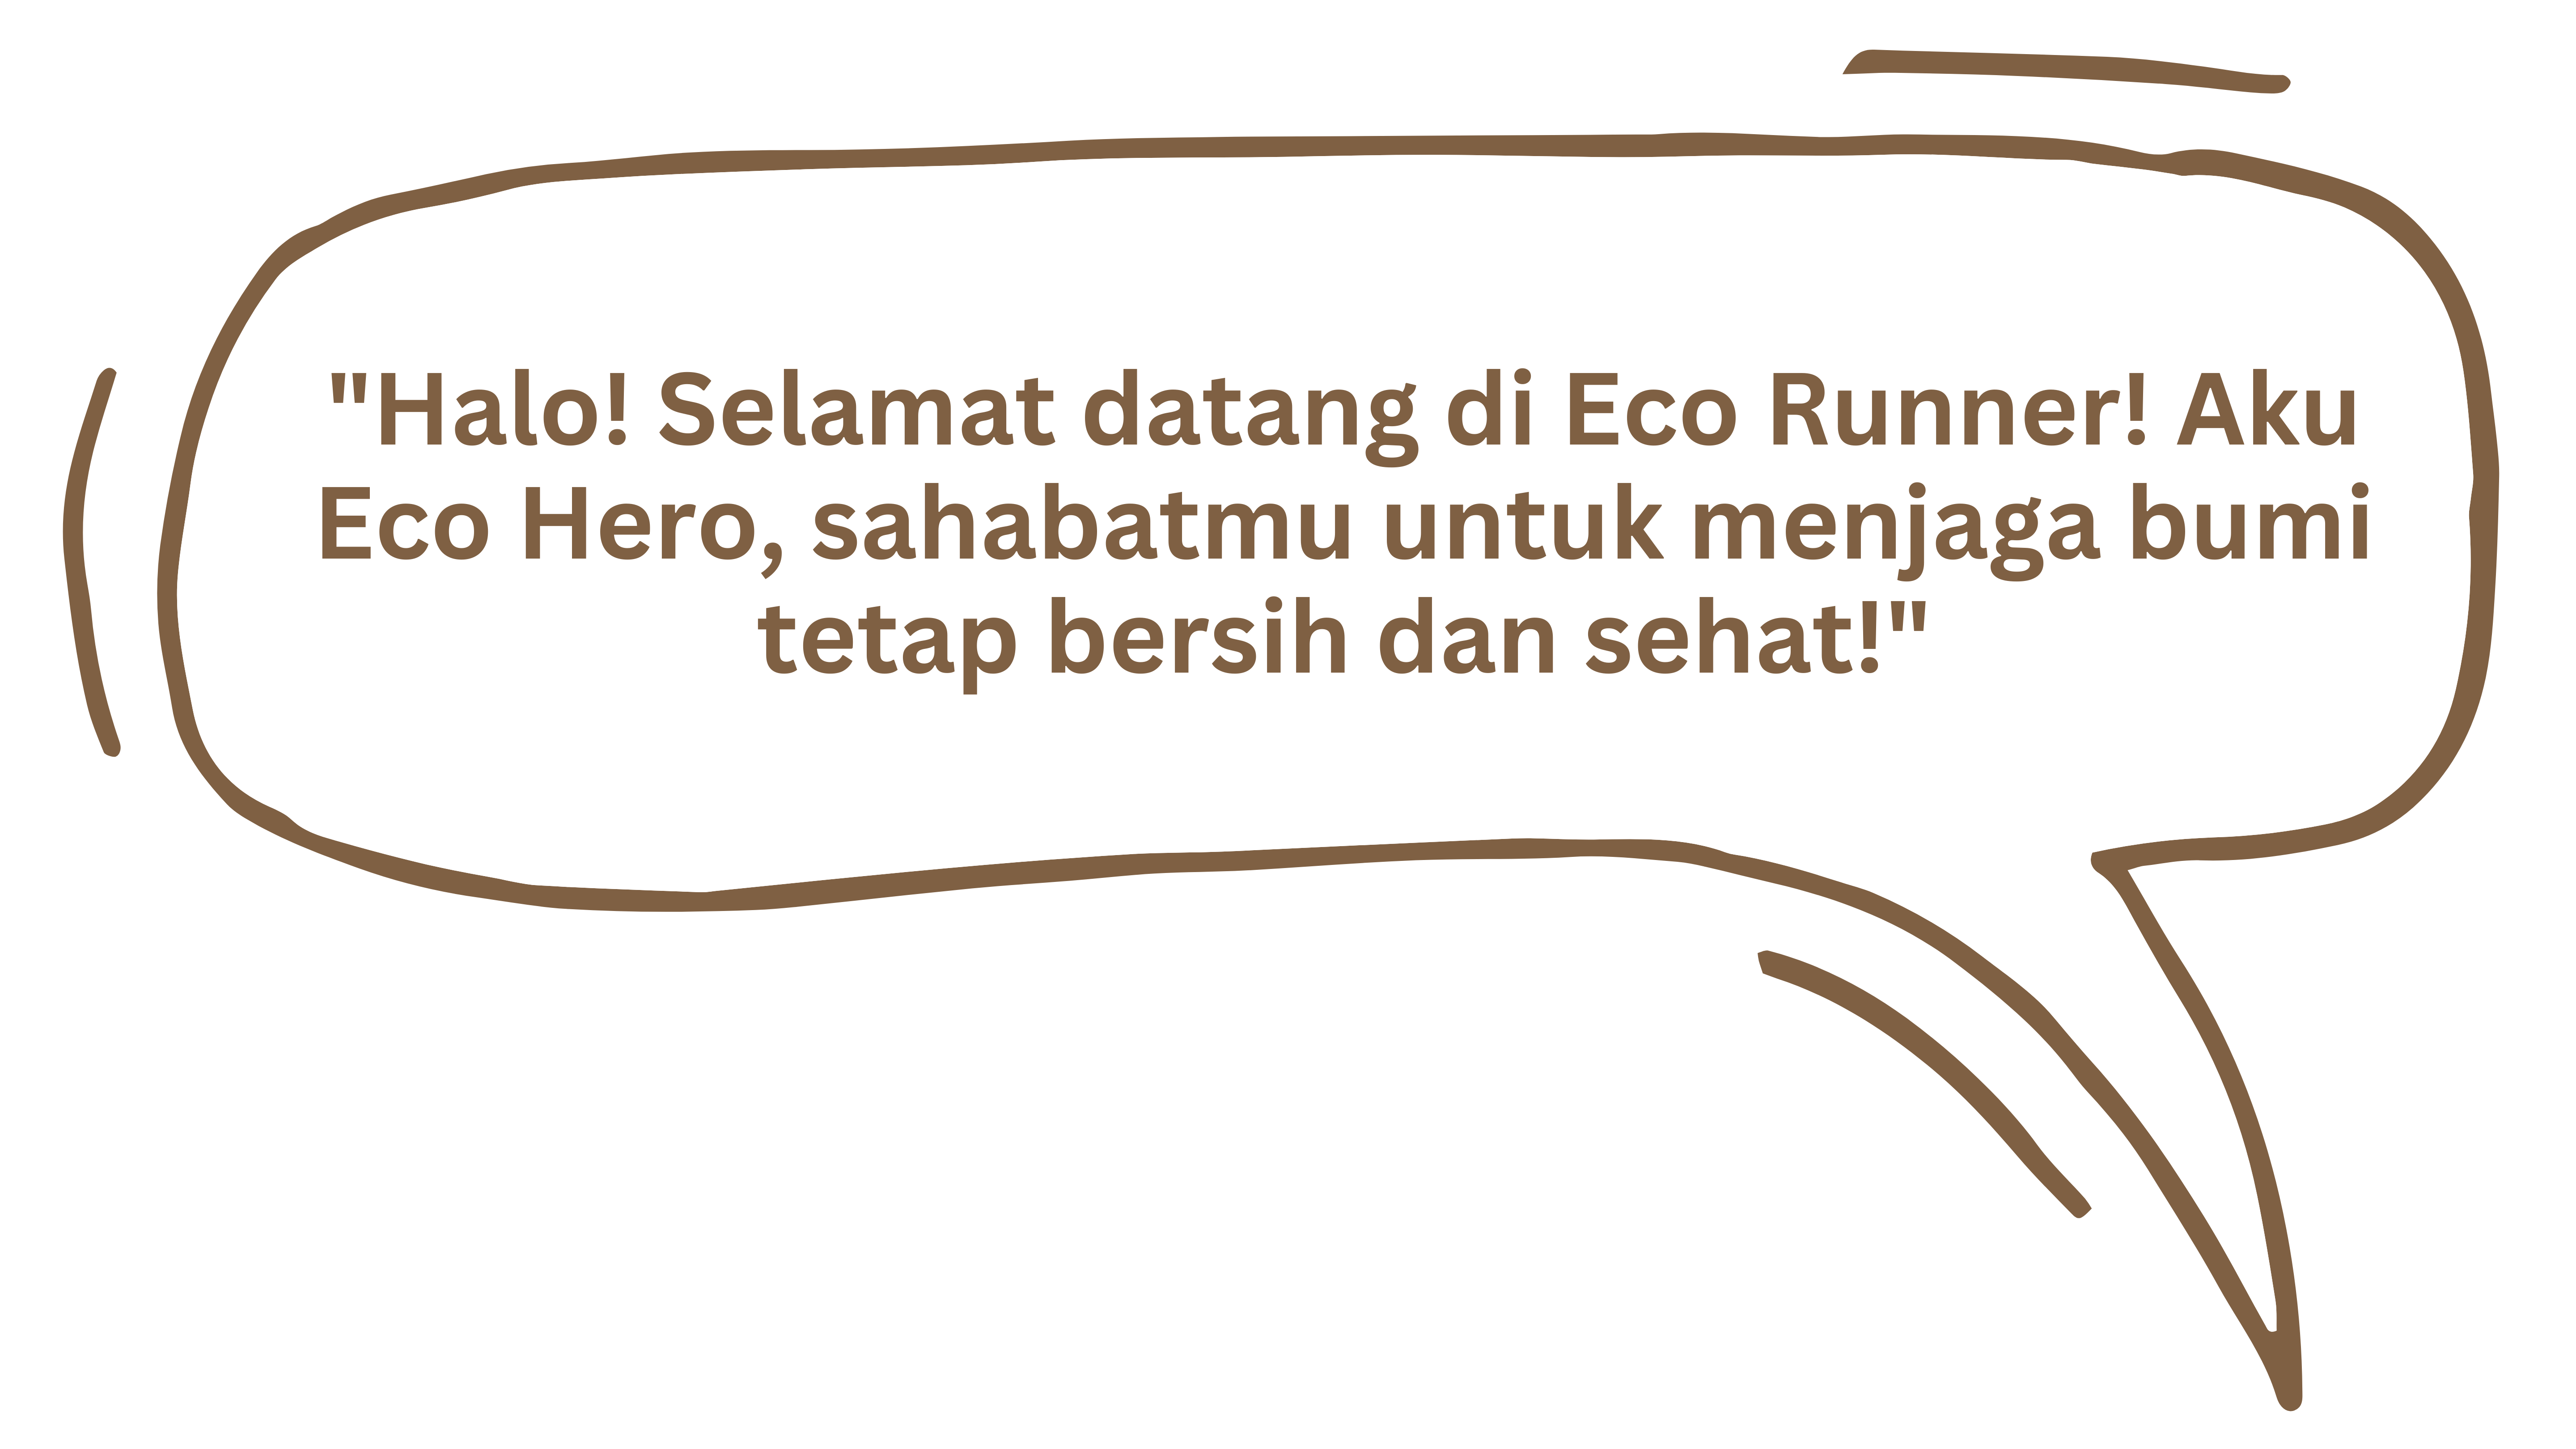 "Halo! Selamat datang di Eco Runner! Aku
Eco Hero, sahabatmu untuk menjaga bumi
tetap bersih dan sehat!"